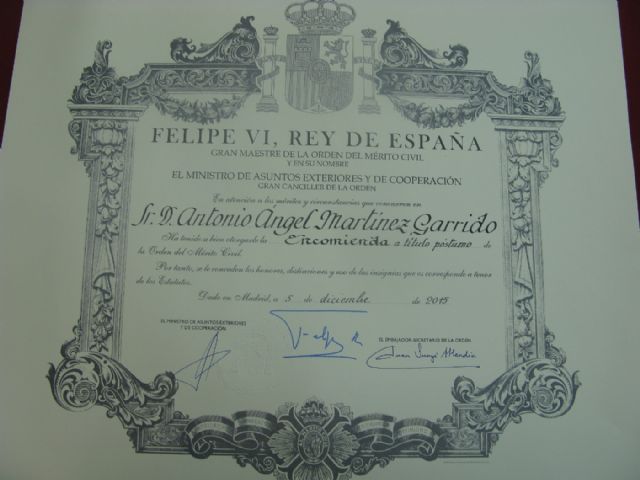 FELIPE VI, REY DE ESPAÑA
GRAN MAESTRE DE LA ORDEN DEL MÉRITO CIVIL
Y EN SU NOMBRE
EL MINISTRO DE ASUNTOS EXTERIORES Y DE COOPERACIÓN
GRAN CANCILLER DE LA ORDEN
En atención a los méritos y circunstancias que concurren en
Sr. D. Antonio Ángel Martínez Garrido
Ha tenido a bien otorgarle la Encomienda a título póstumo de
la Orden del Mérito Civil.
Por tanto, se le conceden los honores, distinciones y uso de las insignias que es corresponde a tenor
de los Estatutos.
Dado en Madrid, a 5 de diciembre de 2015
EL MINISTRO DE ASUNTOS EXTERIORES
Y DE COOPERACIÓN,
EL EMBAJADOR SECRETARIO DE LA ORDEN,